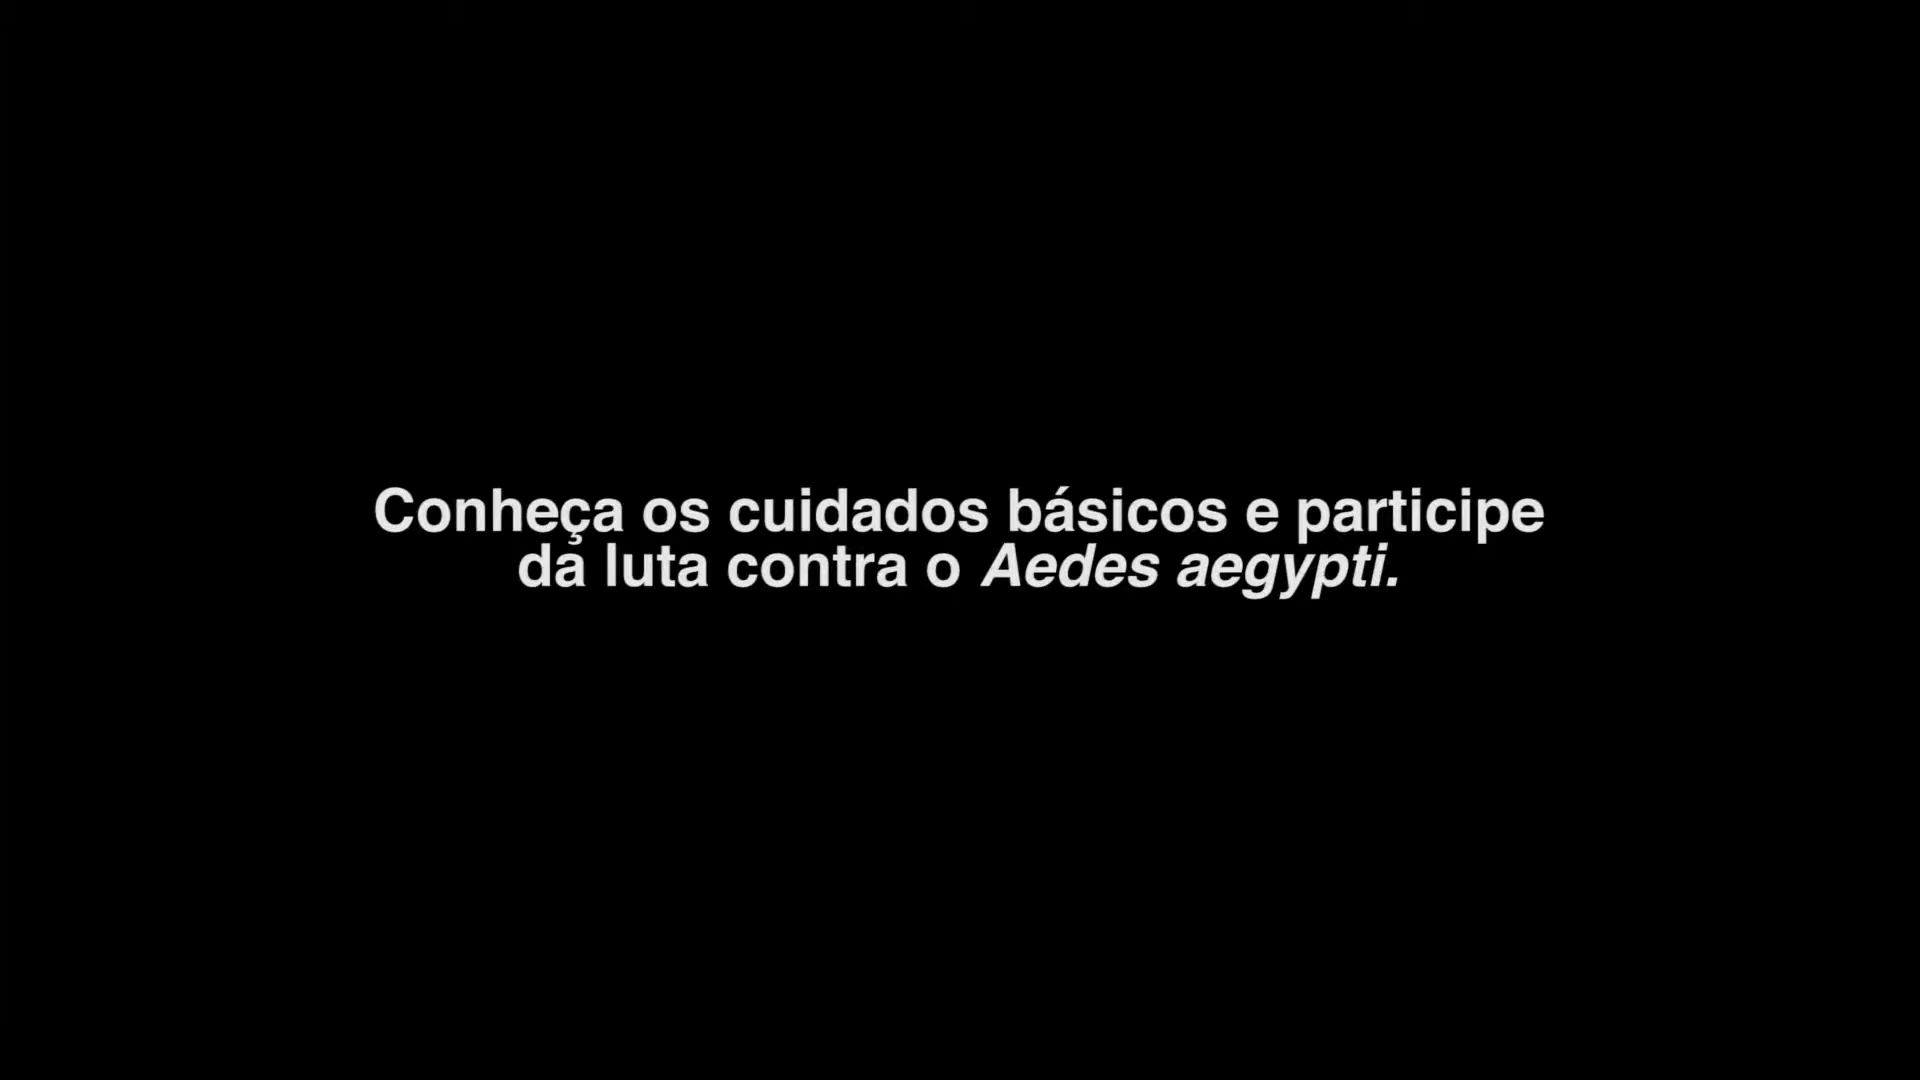 Conheça os cuidados básicos e participe
da luta contra o Aedes aegypti.